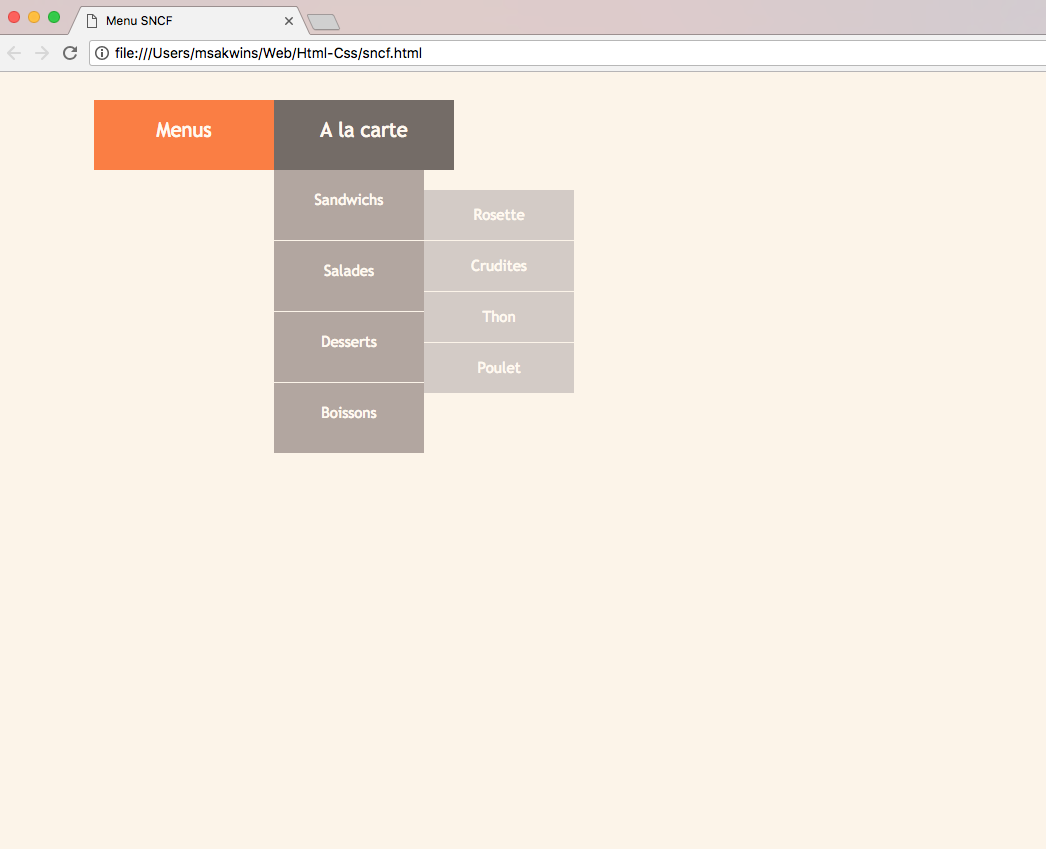 Menu SNCF
file:///Users/msakwins/Web/Html-Css/sncf.html
Menus
A la carte
Sandwichs
Salades
Desserts
Boissons
Rosette
Crudites
Thon
Poulet